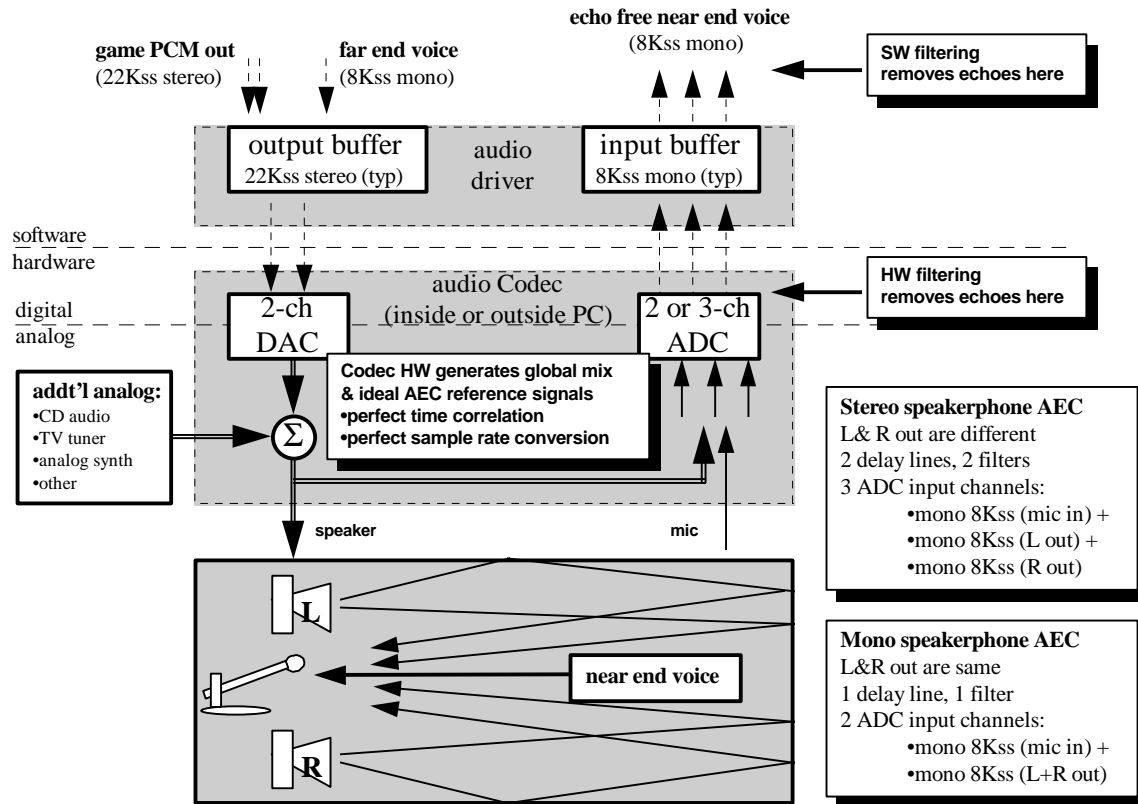 echo free near end voice
(8Kss mono)
game PCM out
(22Kss stereo)
far end voice
(8Kss mono)
SW filtering
removes echoes here
output buffer
22Kss stereo (typ)
audio
driver
input buffer
8Kss mono (typ)
software
hardware
HW filtering
removes echoes here
audio Codec
(inside or outside PC)
2-ch
DAC
2 or 3-ch
ADC
digital
analog
Codec HW generates global mix
& ideal AEC reference signals
•perfect time correlation
•perfect sample rate conversion
addt'l analog:
•CD audio
•TV tuner
•analog synth
•other
Σ
Stereo speakerphone AEC
L& R out are different
2 delay lines, 2 filters
3 ADC input channels:
•mono 8Kss (mic in) +
•mono 8Kss (L out) +
•mono 8Kss (R out)
speaker
mic
L
near end voice
R
Mono speakerphone AEC
L&R out are same
1 delay line, 1 filter
2 ADC input channels:
•mono 8Kss (mic in) +
•mono 8Kss (L+R out)